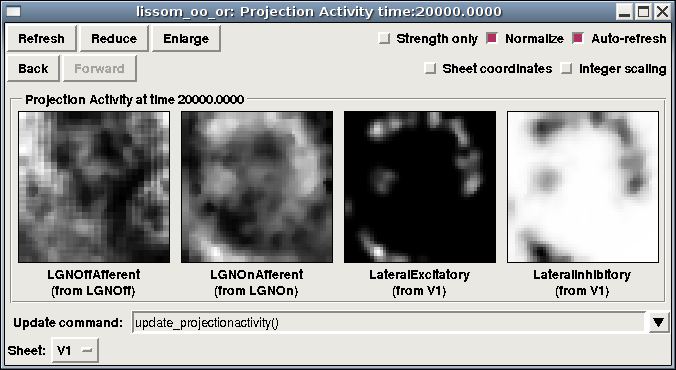 lissom_oo_or: Projection Activity time:20000.0000
Refresh Reduce Enlarge Strength only Normalize Auto-refresh
Back Forward Sheet coordinates Integer scaling
Projection Activity at time 20000.0000
LGNOffAfferent LGNOnAfferent LateralExcitatory LateralInhibitory
(from LGNOff) (from LGNOn) (from V1) (from V1)
Update command: update_projectionactivity()
Sheet: V1